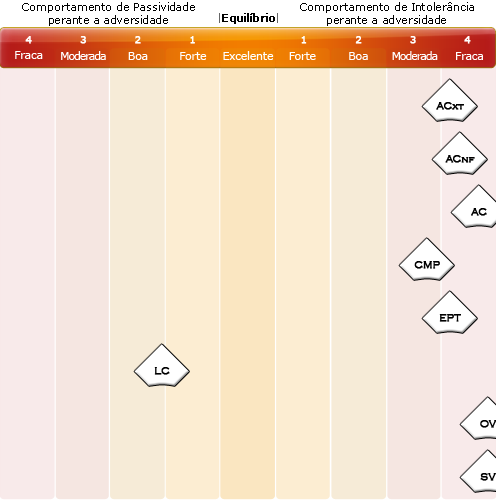 Comportamento de Passividade
perante a adversidade
|Equilíbrio|
Comportamento de Intolerância
perante a adversidade
4 3 2 1 1 2 3 4
Fraca Moderada Boa Forte Excelente Forte Boa Moderada Fraca
ACXT
ACNF
AC
CMP
EPT
LC
OV
SV